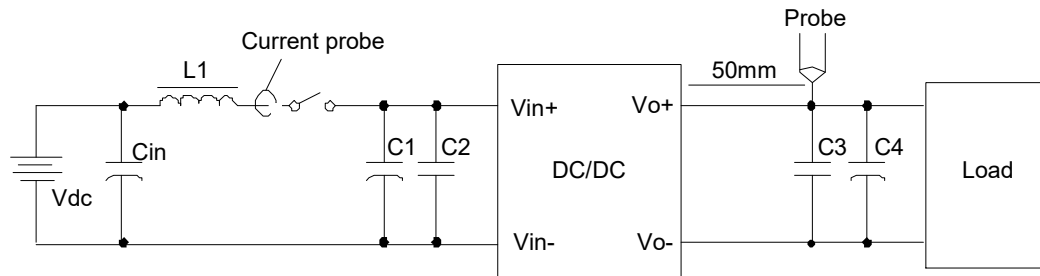 Probe
Current probe
L1
50mm
Vin+
Vo+
Cin
C1
C2
C3
C4
DC/DC
Load
Vdc
Vin-
Vo-